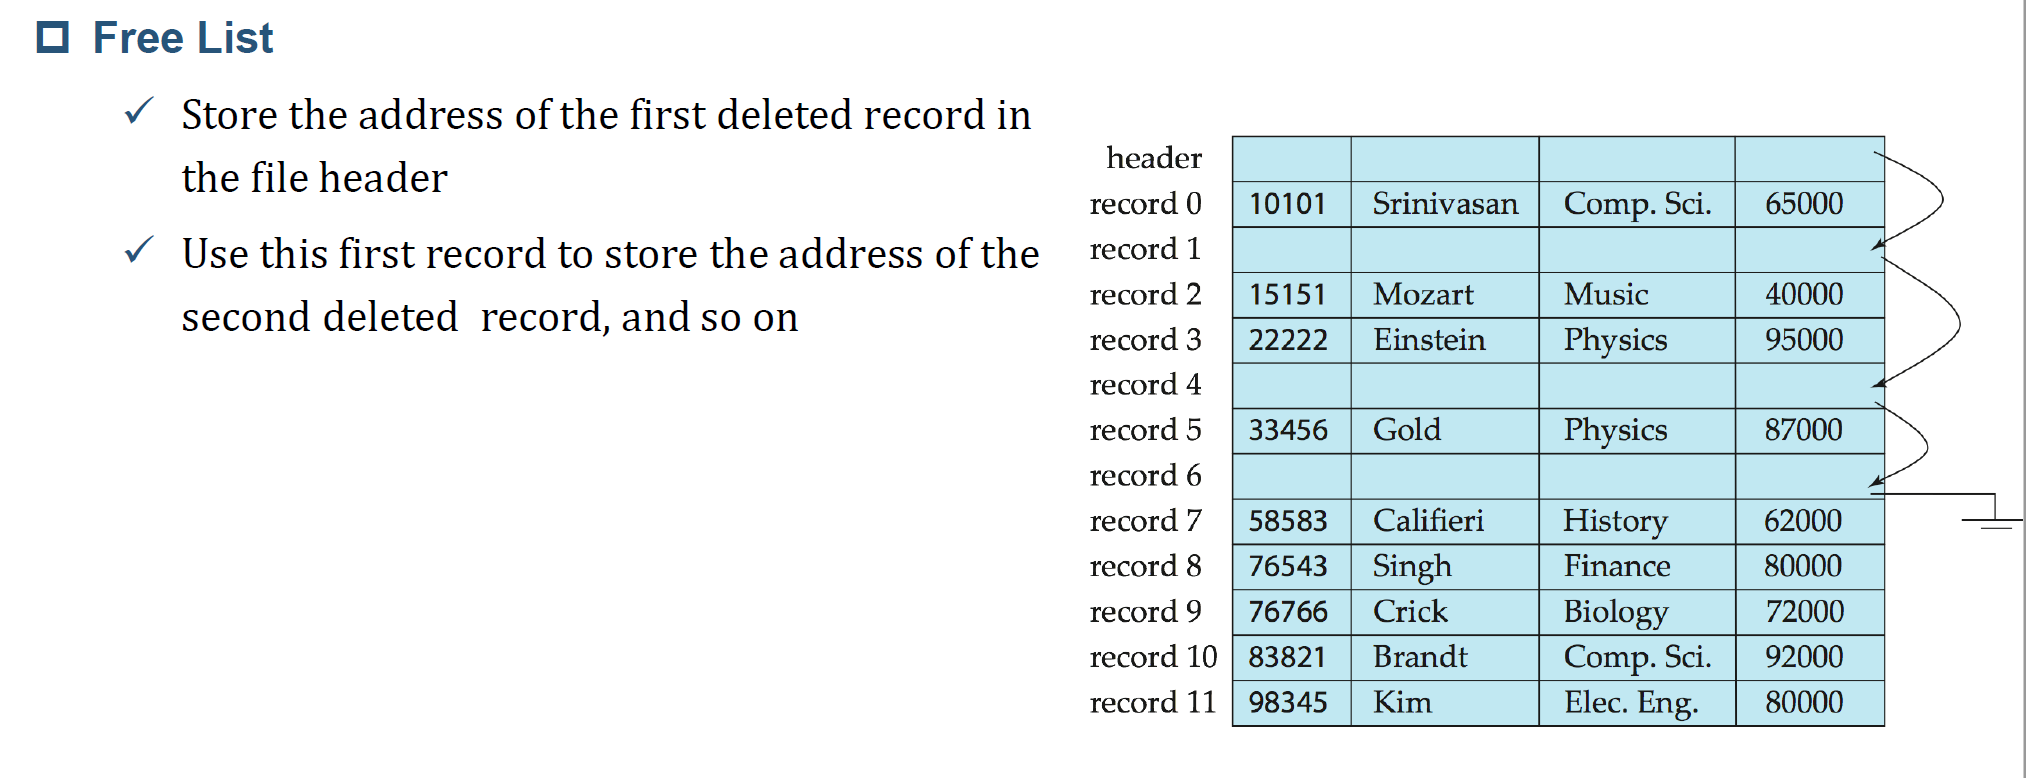 Free List
Store the address of the first deleted record in
the file header
Use this first record to store the address of the
second deleted record, and so on
header
record 0 10101 Srinivasan Comp. Sci. 65000
record 1
record 2 15151 Mozart Music 40000
record 3 22222 Einstein Physics 95000
record 4
record 5 33456 Gold Physics 87000
record 6
record 7 58583 Califieri History 62000
record 8 76543 Singh Finance 80000
record 9 76766 Crick Biology 72000
record 10 83821 Brandt Comp. Sci. 92000
record 11 98345 Kim Elec. Eng. 80000